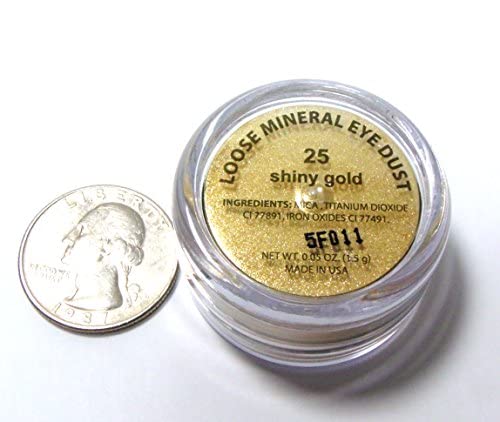 LOOSE MINERAL EYE DUST
25
shiny gold
INGREDIENTS: MICA, TITANIUM DIOXIDE
CI 77891, IRON OXIDES CI 77491.
5F011
NET WT. 0.05 OZ. (1.5 g)
MADE IN USA
LIBERTY